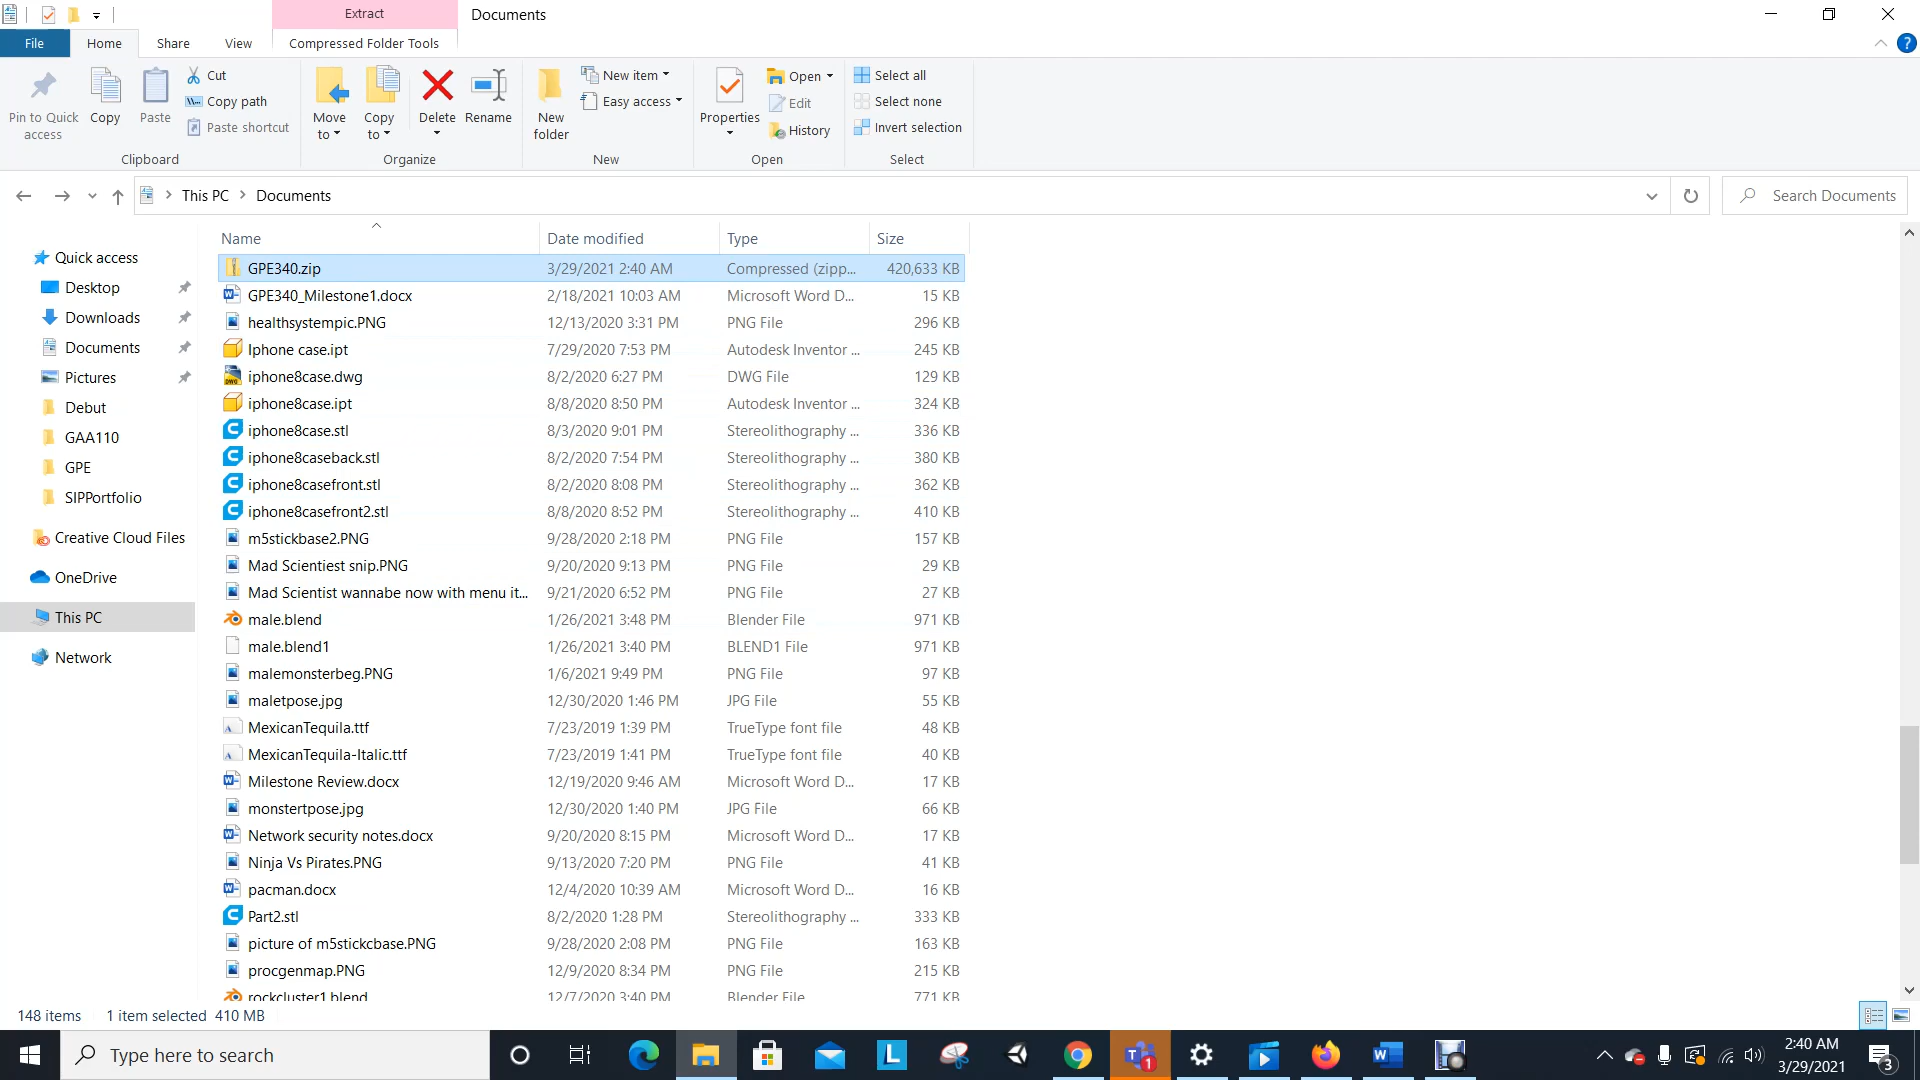 Extract
Documents
File
Home
Share
View
Compressed Folder Tools
Pin to Quick access
Copy
Paste
Cut
Copy path
Paste shortcut
Clipboard
Move to
Copy to
Delete
Rename
Organize
New folder
New item
Easy access
New
Properties
Open
Edit
History
Open
Select all
Select none
Invert selection
Select
This PC
Documents
Search Documents
Quick access
Desktop
Downloads
Documents
Pictures
Debut
GAA110
GPE
SIPPortfolio
Creative Cloud Files
OneDrive
This PC
Network
Name Date modified Type Size
GPE340.zip 3/29/2021 2:40 AM Compressed (zipp... 420,633 KB
GPE340_Milestone1.docx 2/18/2021 10:03 AM Microsoft Word D... 15 KB
healthsystempic.PNG 12/13/2020 3:31 PM PNG File 296 KB
Iphone case.ipt 7/29/2020 7:53 PM Autodesk Inventor ... 245 KB
iphone8case.dwg 8/2/2020 6:27 PM DWG File 129 KB
iphone8case.ipt 8/8/2020 8:50 PM Autodesk Inventor ... 324 KB
iphone8case.stl 8/3/2020 9:01 PM Stereolithography ... 336 KB
iphone8caseback.stl 8/2/2020 7:54 PM Stereolithography ... 380 KB
iphone8casefront.stl 8/2/2020 8:08 PM Stereolithography ... 362 KB
iphone8casefront2.stl 8/8/2020 8:52 PM Stereolithography ... 410 KB
m5stickbase2.PNG 9/28/2020 2:18 PM PNG File 157 KB
Mad Scientiest snip.PNG 9/20/2020 9:13 PM PNG File 29 KB
Mad Scientist wannabe now with menu it... 9/21/2020 6:52 PM PNG File 27 KB
male.blend 1/26/2021 3:48 PM Blender File 971 KB
male.blend1 1/26/2021 3:40 PM BLEND1 File 971 KB
malemonsterbeg.PNG 1/6/2021 9:49 PM PNG File 97 KB
maletpose.jpg 12/30/2020 1:46 PM JPG File 55 KB
MexicanTequila.ttf 7/23/2019 1:39 PM TrueType font file 48 KB
MexicanTequila-Italic.ttf 7/23/2019 1:41 PM TrueType font file 40 KB
Milestone Review.docx 12/19/2020 9:46 AM Microsoft Word D... 17 KB
monstertpose.jpg 12/30/2020 1:40 PM JPG File 66 KB
Network security notes.docx 9/20/2020 8:15 PM Microsoft Word D... 17 KB
Ninja Vs Pirates.PNG 9/13/2020 7:20 PM PNG File 41 KB
pacman.docx 12/4/2020 10:39 AM Microsoft Word D... 16 KB
Part2.stl 8/2/2020 1:28 PM Stereolithography ... 333 KB
picture of m5stickcbase.PNG 9/28/2020 2:08 PM PNG File 163 KB
procgenmap.PNG 12/9/2020 8:34 PM PNG File 215 KB
rockcluster1.blend 12/7/2020 3:40 PM Blender File 771 KB
148 items 1 item selected 410 MB
Type here to search
2:40 AM
3/29/2021
3